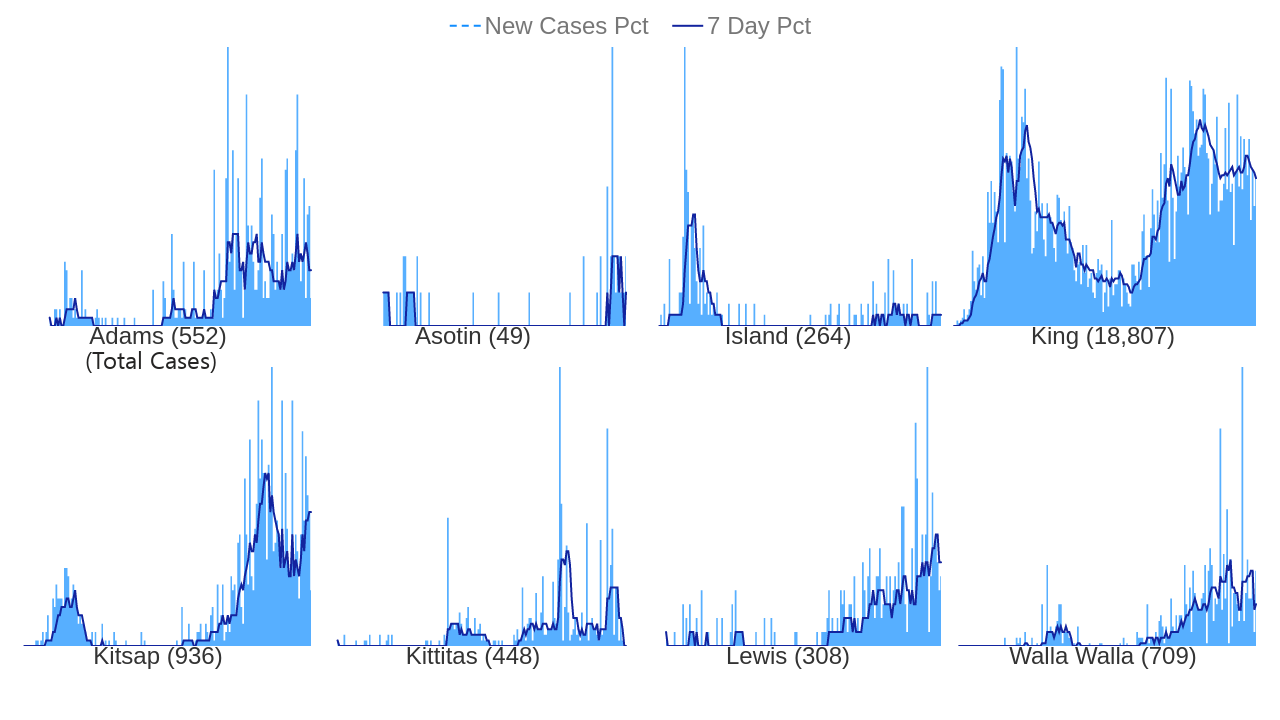 New Cases Pct 7 Day Pct
Adams (552) Asotin (49) Island (264) King (18,807)
(Total Cases)
Kitsap (936) Kittitas (448) Lewis (308) Walla Walla (709)